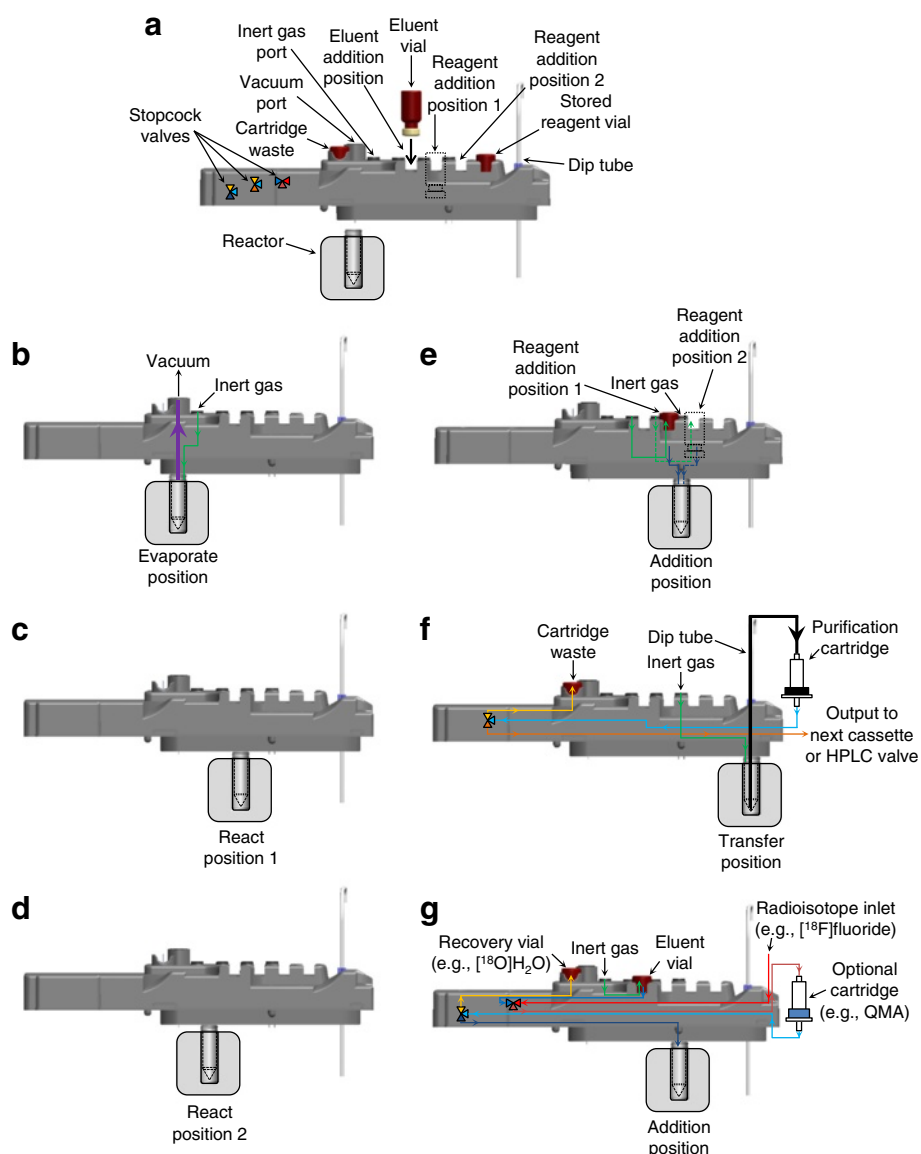 a
Inert gas
port
Eluent
addition
position
Eluent
vial
Reagent
addition
position 1
Reagent
addition
position 2
Vacuum
port
Stored
reagent vial
Stopcock
valves
Cartridge
waste
Dip tube
Reactor
b
Vacuum
Inert gas
Evaporate
position
c
React
position 1
d
React
position 2
e
Reagent
addition
position 1
Inert gas
Reagent
addition
position 2
Addition
position
f
Cartridge
waste
Dip tube
Inert gas
Purification
cartridge
Output to
next cassette
or HPLC valve
Transfer
position
g
Recovery vial
(e.g., [¹⁸O]H₂O)
Inert gas
Eluent
vial
Radioisotope inlet
(e.g., [¹⁸F]fluoride)
Optional
cartridge
(e.g., QMA)
Addition
position